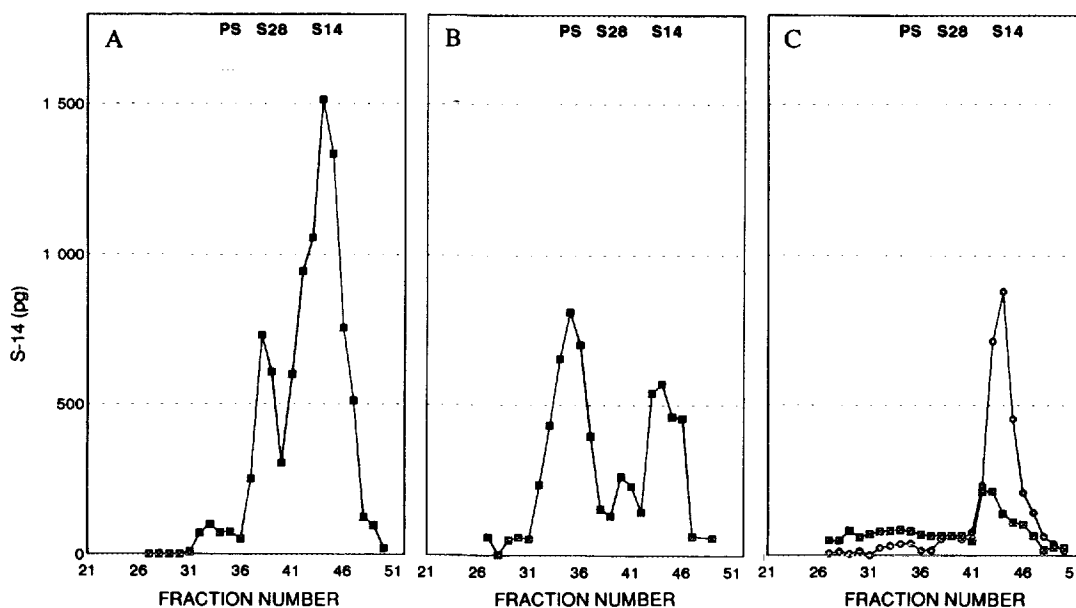 A PS S28 S14
B PS S28 S14
C PS S28 S14
1 500
1 000
500
0
S-14 (pg)
21 26 31 36 41 46 51
21 26 31 36 41 46 51
21 26 31 36 41 46 5
FRACTION NUMBER
FRACTION NUMBER
FRACTION NUMBER